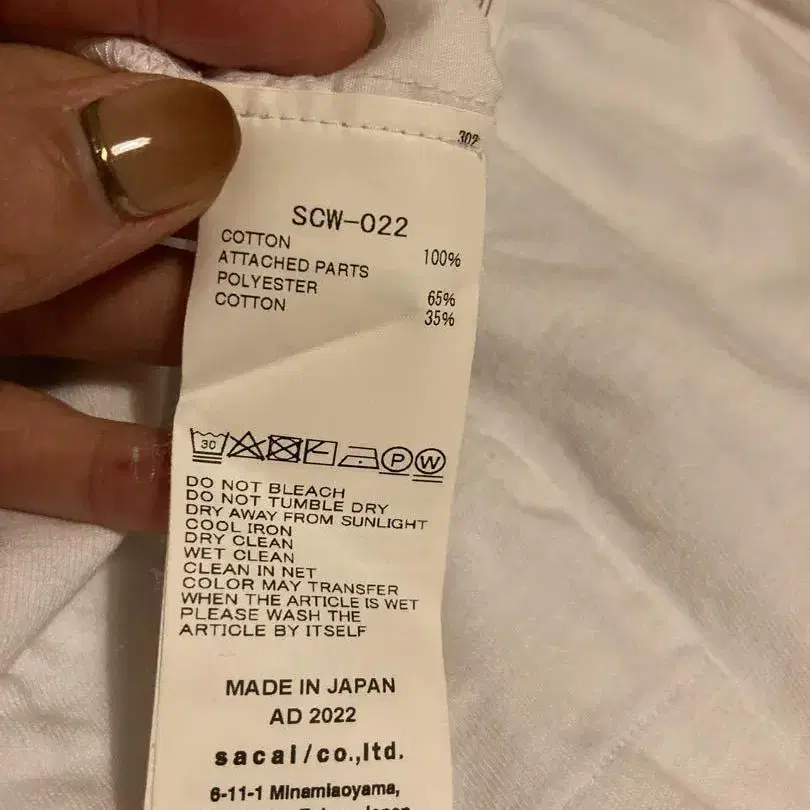 302
SCW-022
COTTON 100%
ATTACHED PARTS
POLYESTER 65%
COTTON 35%
30 P W
DO NOT BLEACH
DO NOT TUMBLE DRY
DRY AWAY FROM SUNLIGHT
COOL IRON
DRY CLEAN
WET CLEAN
CLEAN IN NET
COLOR MAY TRANSFER
WHEN THE ARTICLE IS WET
PLEASE WASH THE
ARTICLE BY ITSELF
MADE IN JAPAN
AD 2022
sacai/co.,ltd.
6-11-1 Minamiaoyama,